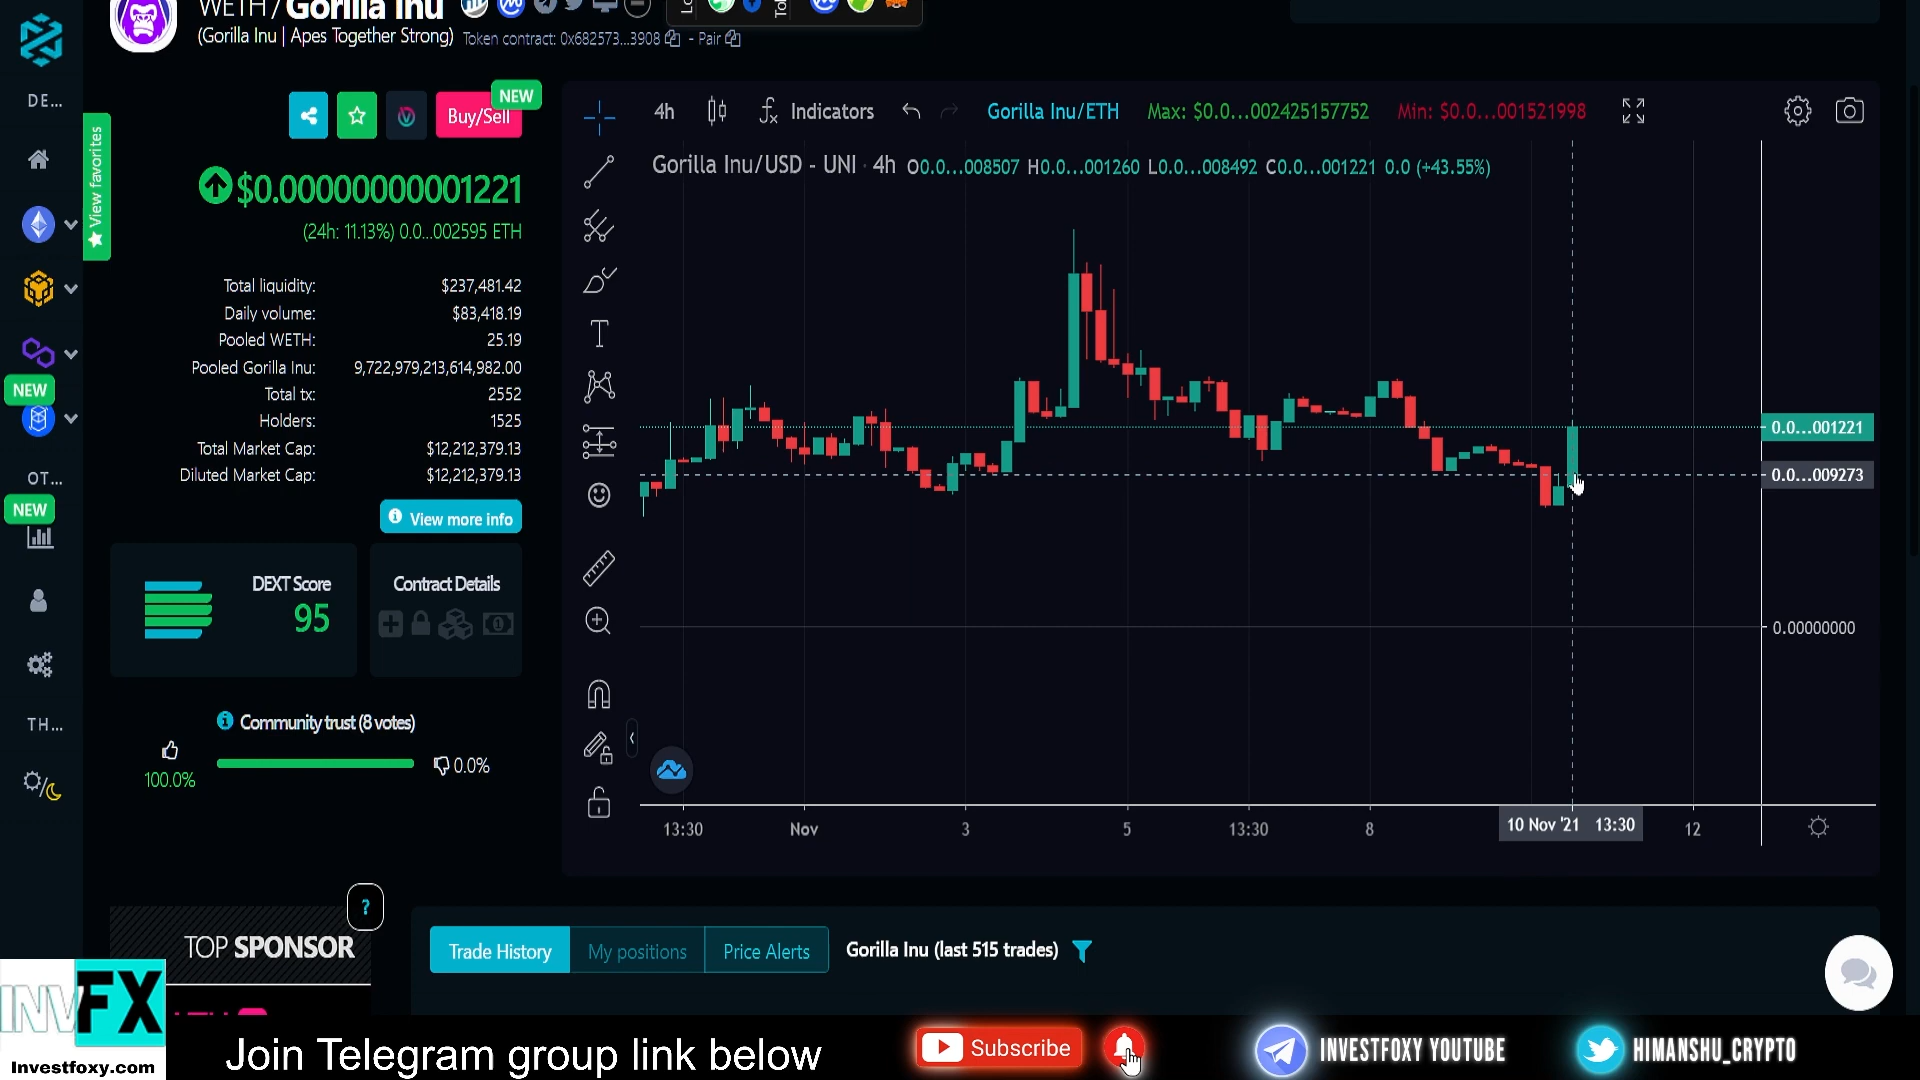 WETH / Gorilla Inu
(Gorilla Inu | Apes Together Strong) Token contract: 0x682573...3908 - Pair
DE...
View favorites
NEW
Buy/Sell
$0.00000000001221
(24h: 11.13%) 0.0...002595 ETH
Total liquidity: $237,481.42
Daily volume: $83,418.19
Pooled WETH: 25.19
Pooled Gorilla Inu: 9,722,979,213,614,982.00
Total tx: 2552
Holders: 1525
Total Market Cap: $12,212,379.13
Diluted Market Cap: $12,212,379.13
View more info
NEW
OT...
NEW
TH...
DEXT Score
95
Contract Details
Community trust (8 votes)
100.0%
0.0%
4h Indicators Gorilla Inu/ETH Max: $0.0...002425157752 Min: $0.0...001521998
Gorilla Inu/USD - UNI · 4h O0.0...008507 H0.0...001260 L0.0...008492 C0.0...001221 0.0 (+43.55%)
0.0...001221
0.0...009273
0.00000000
13:30 Nov 3 5 13:30 8 10 Nov '21 13:30 12
?
TOP SPONSOR
Trade History My positions Price Alerts Gorilla Inu (last 515 trades)
INVFX
Investfoxy.com
Join Telegram group link below
Subscribe
INVESTFOXY YOUTUBE
HIMANSHU_CRYPTO